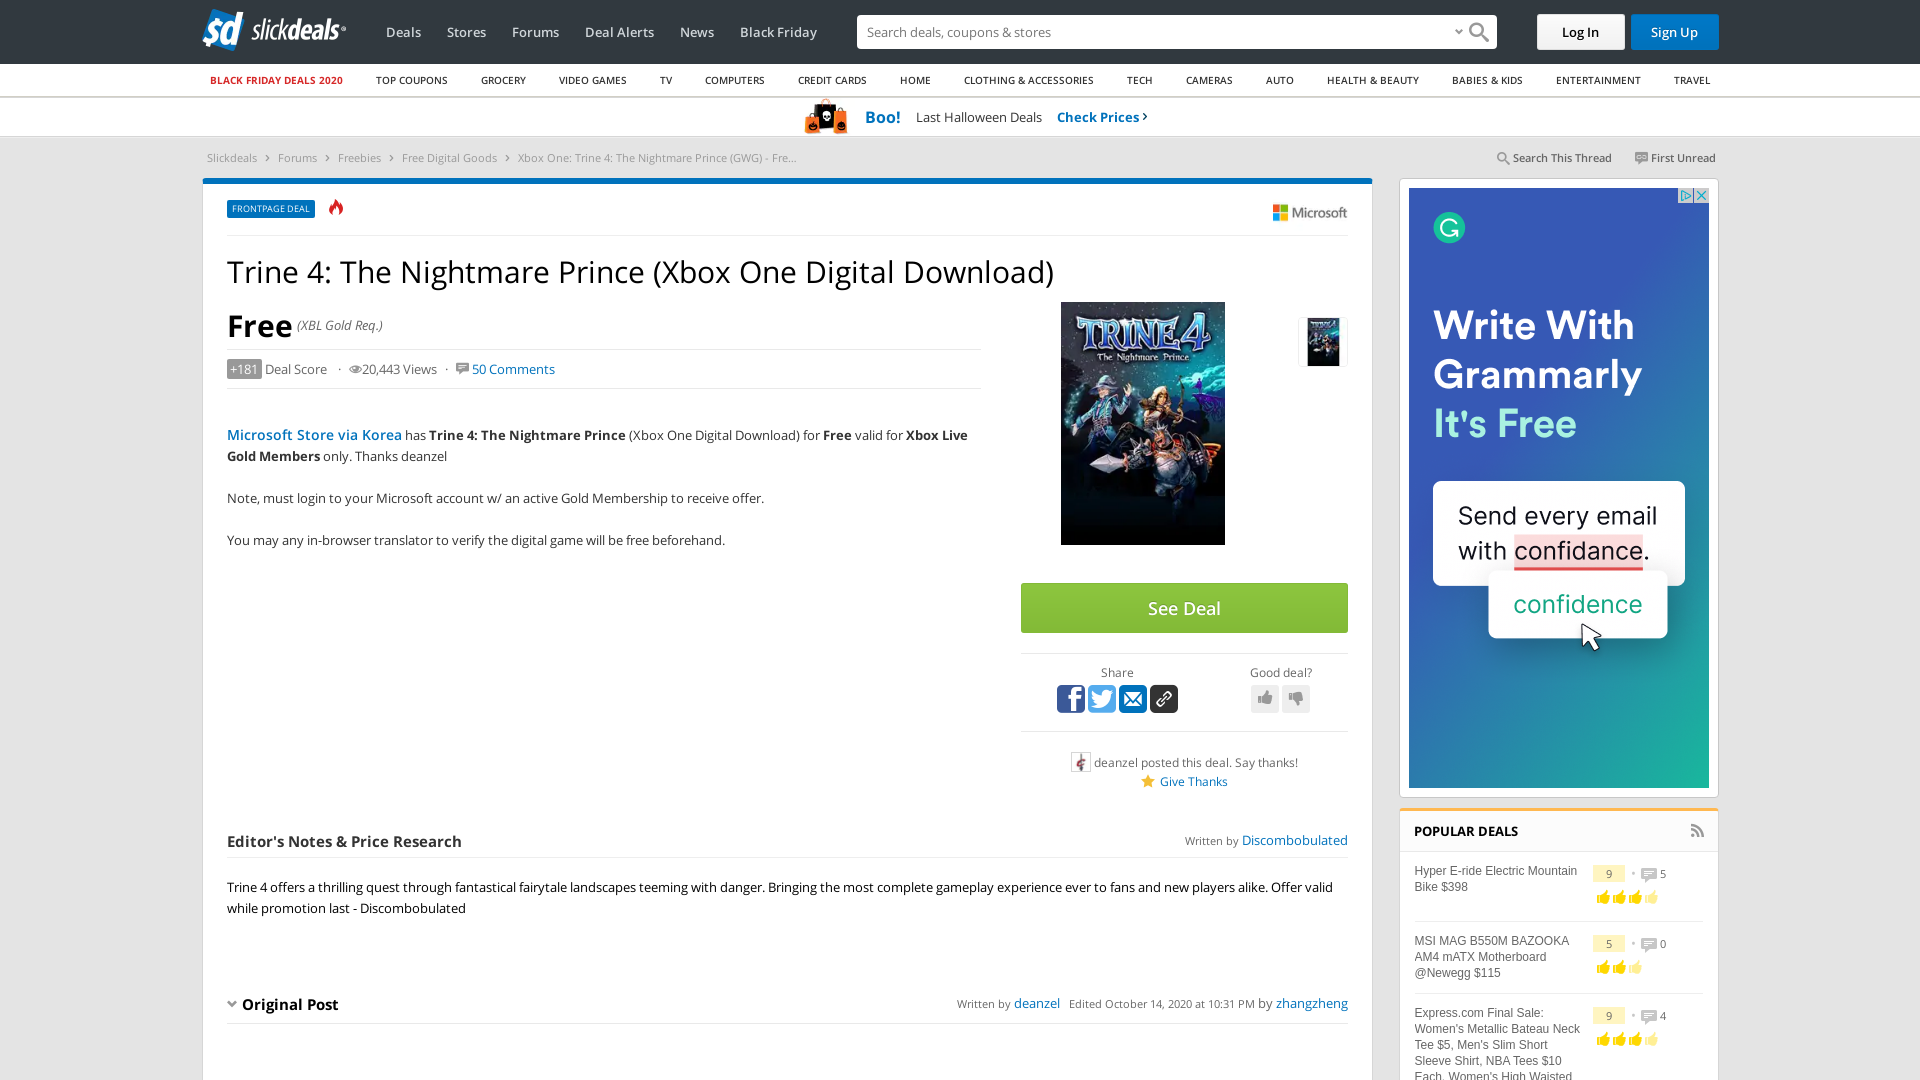 slickdeals
Deals
Stores
Forums
Deal Alerts
News
Black Friday
Search deals, coupons & stores
Log In
Sign Up
BLACK FRIDAY DEALS 2020
TOP COUPONS
GROCERY
VIDEO GAMES
TV
COMPUTERS
CREDIT CARDS
HOME
CLOTHING & ACCESSORIES
TECH
CAMERAS
AUTO
HEALTH & BEAUTY
BABIES & KIDS
ENTERTAINMENT
TRAVEL
Boo! Last Halloween Deals Check Prices ›
Slickdeals › Forums › Freebies › Free Digital Goods › Xbox One: Trine 4: The Nightmare Prince (GWG) - Fre...
Search This Thread
First Unread
FRONTPAGE DEAL
Microsoft
Trine 4: The Nightmare Prince (Xbox One Digital Download)
Free (XBL Gold Req.)
+181 Deal Score · 20,443 Views · 50 Comments
Microsoft Store via Korea has Trine 4: The Nightmare Prince (Xbox One Digital Download) for Free valid for Xbox Live
Gold Members only. Thanks deanzel
Note, must login to your Microsoft account w/ an active Gold Membership to receive offer.
You may any in-browser translator to verify the digital game will be free beforehand.
TRINE 4
The Nightmare Prince
TRINE 4
See Deal
Share
Good deal?
deanzel posted this deal. Say thanks!
Give Thanks
Editor's Notes & Price Research
Written by Discombobulated
Trine 4 offers a thrilling quest through fantastical fairytale landscapes teeming with danger. Bringing the most complete gameplay experience ever to fans and new players alike. Offer valid
while promotion last - Discombobulated
Original Post
Written by deanzel Edited October 14, 2020 at 10:31 PM by zhangzheng
Write With
Grammarly
It's Free
Send every email
with confidance.
confidence
POPULAR DEALS
Hyper E-ride Electric Mountain
Bike $398
9 • 5
MSI MAG B550M BAZOOKA
AM4 mATX Motherboard
@Newegg $115
5 • 0
Express.com Final Sale:
Women's Metallic Bateau Neck
Tee $5, Men's Slim Short
Sleeve Shirt, NBA Tees $10
Each, Women's High Waisted
9 • 4